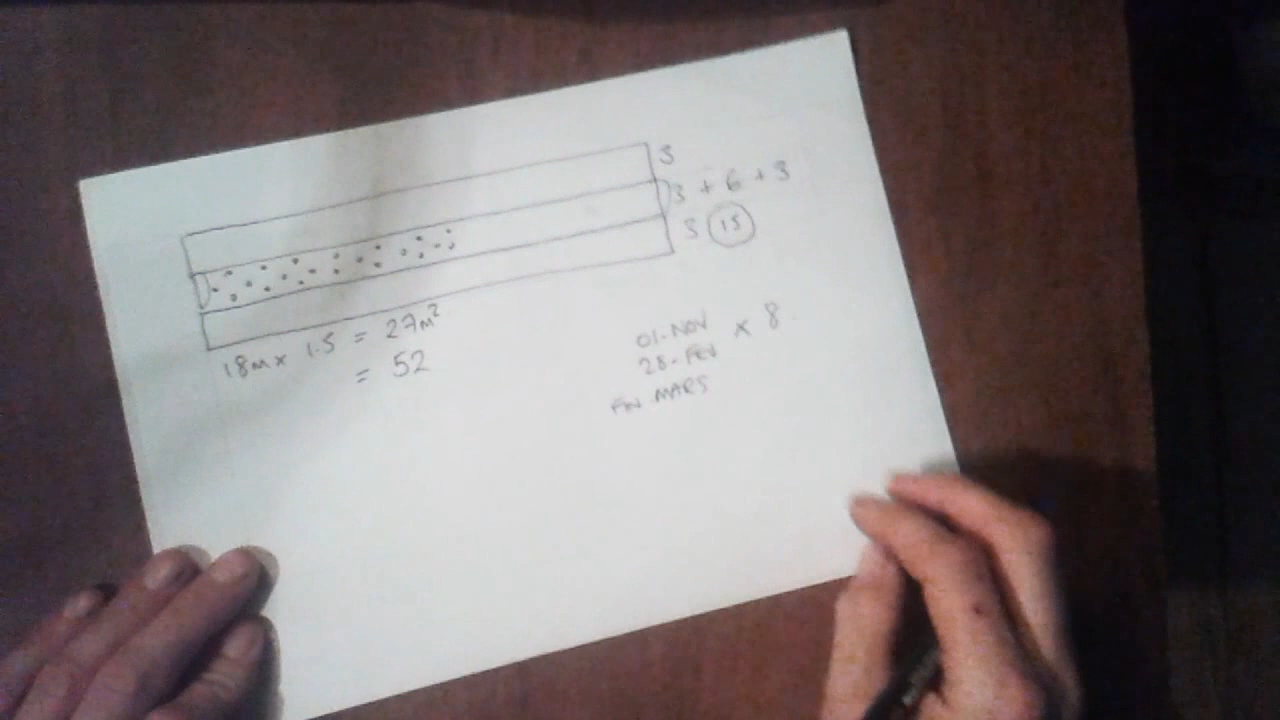 3
3 + 6 + 3
3 15
18m x 1.5 = 27m²
= 52
01-NOV
28-FEV x 8
FIN MARS